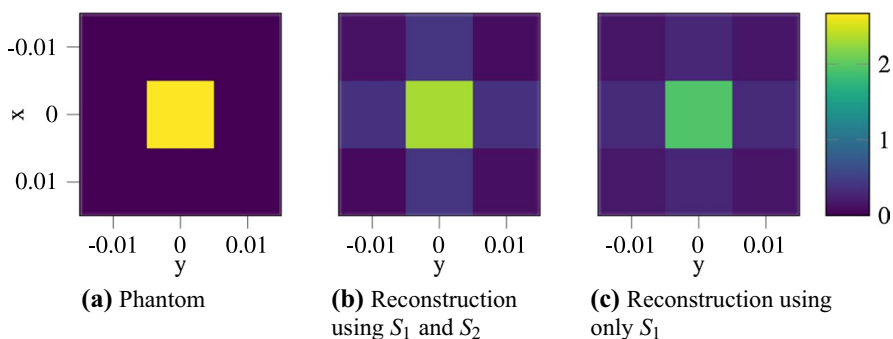 -0.01
x 0
0.01
-0.01 0 0.01
y
-0.01 0 0.01
y
-0.01 0 0.01
y
2
1
0
(a) Phantom
(b) Reconstruction
using S₁ and S₂
(c) Reconstruction using
only S₁